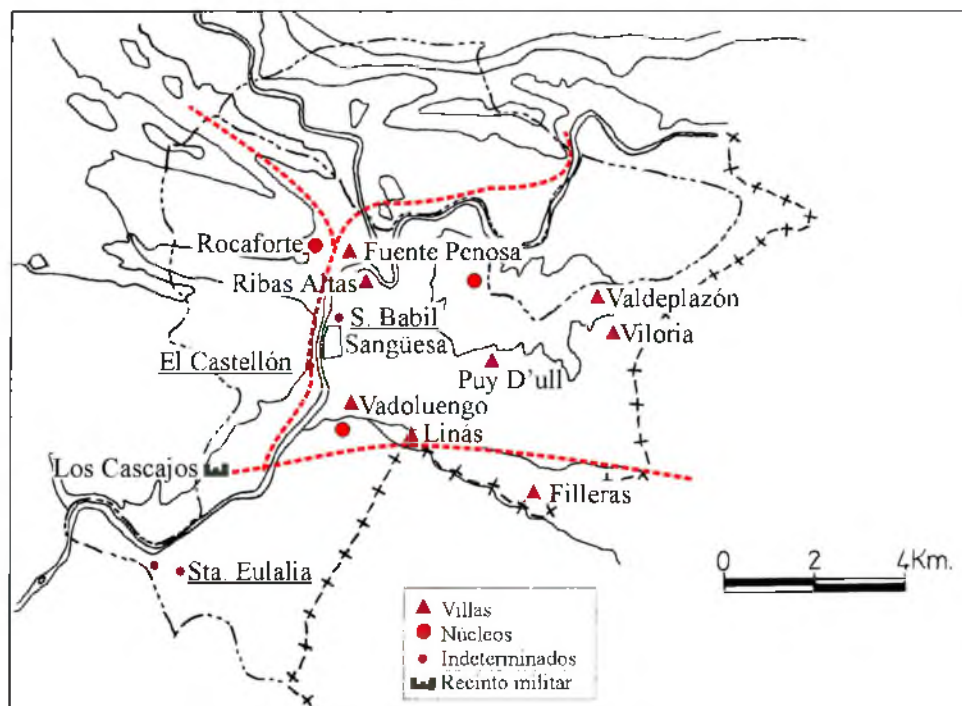 Rocaforte
Fuente Penosa
Ribas Altas
Valdeplazón
S. Babil
Sangüesa
Viloria
El Castellón
Puy D'ull
Vadoluengo
Linás
Los Cascajos
Filleras
Sta. Eulalia
0 2 4Km.
Villas
Núcleos
Indeterminados
Recinto militar